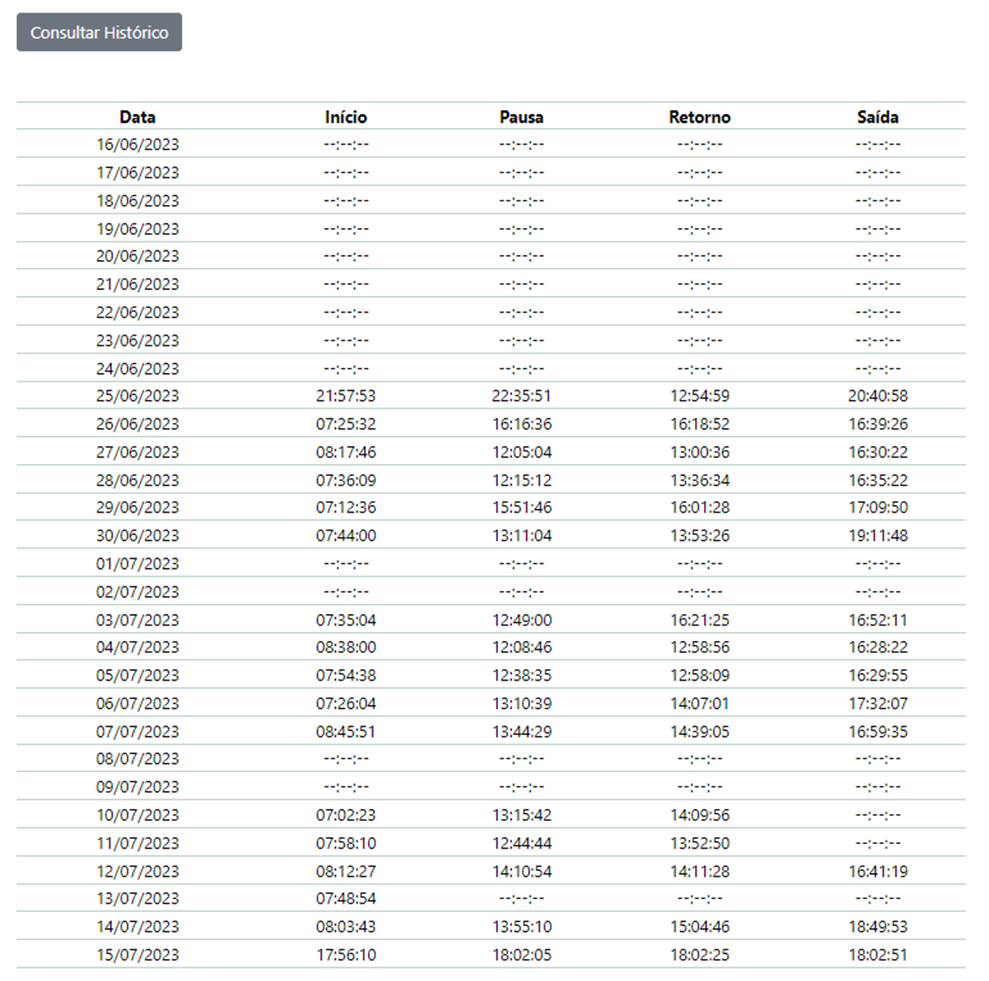 Consultar Histórico
Data Início Pausa Retorno Saída
16/06/2023 --:--:-- --:--:-- --:--:-- --:--:--
17/06/2023 --:--:-- --:--:-- --:--:-- --:--:--
18/06/2023 --:--:-- --:--:-- --:--:-- --:--:--
19/06/2023 --:--:-- --:--:-- --:--:-- --:--:--
20/06/2023 --:--:-- --:--:-- --:--:-- --:--:--
21/06/2023 --:--:-- --:--:-- --:--:-- --:--:--
22/06/2023 --:--:-- --:--:-- --:--:-- --:--:--
23/06/2023 --:--:-- --:--:-- --:--:-- --:--:--
24/06/2023 --:--:-- --:--:-- --:--:-- --:--:--
25/06/2023 21:57:53 22:35:51 12:54:59 20:40:58
26/06/2023 07:25:32 16:16:36 16:18:52 16:39:26
27/06/2023 08:17:46 12:05:04 13:00:36 16:30:22
28/06/2023 07:36:09 12:15:12 13:36:34 16:35:22
29/06/2023 07:12:36 15:51:46 16:01:28 17:09:50
30/06/2023 07:44:00 13:11:04 13:53:26 19:11:48
01/07/2023 --:--:-- --:--:-- --:--:-- --:--:--
02/07/2023 --:--:-- --:--:-- --:--:-- --:--:--
03/07/2023 07:35:04 12:49:00 16:21:25 16:52:11
04/07/2023 08:38:00 12:08:46 12:58:56 16:28:22
05/07/2023 07:54:38 12:38:35 12:58:09 16:29:55
06/07/2023 07:26:04 13:10:39 14:07:01 17:32:07
07/07/2023 08:45:51 13:44:29 14:39:05 16:59:35
08/07/2023 --:--:-- --:--:-- --:--:-- --:--:--
09/07/2023 --:--:-- --:--:-- --:--:-- --:--:--
10/07/2023 07:02:23 13:15:42 14:09:56 --:--:--
11/07/2023 07:58:10 12:44:44 13:52:50 --:--:--
12/07/2023 08:12:27 14:10:54 14:11:28 16:41:19
13/07/2023 07:48:54 --:--:-- --:--:-- --:--:--
14/07/2023 08:03:43 13:55:10 15:04:46 18:49:53
15/07/2023 17:56:10 18:02:05 18:02:25 18:02:51